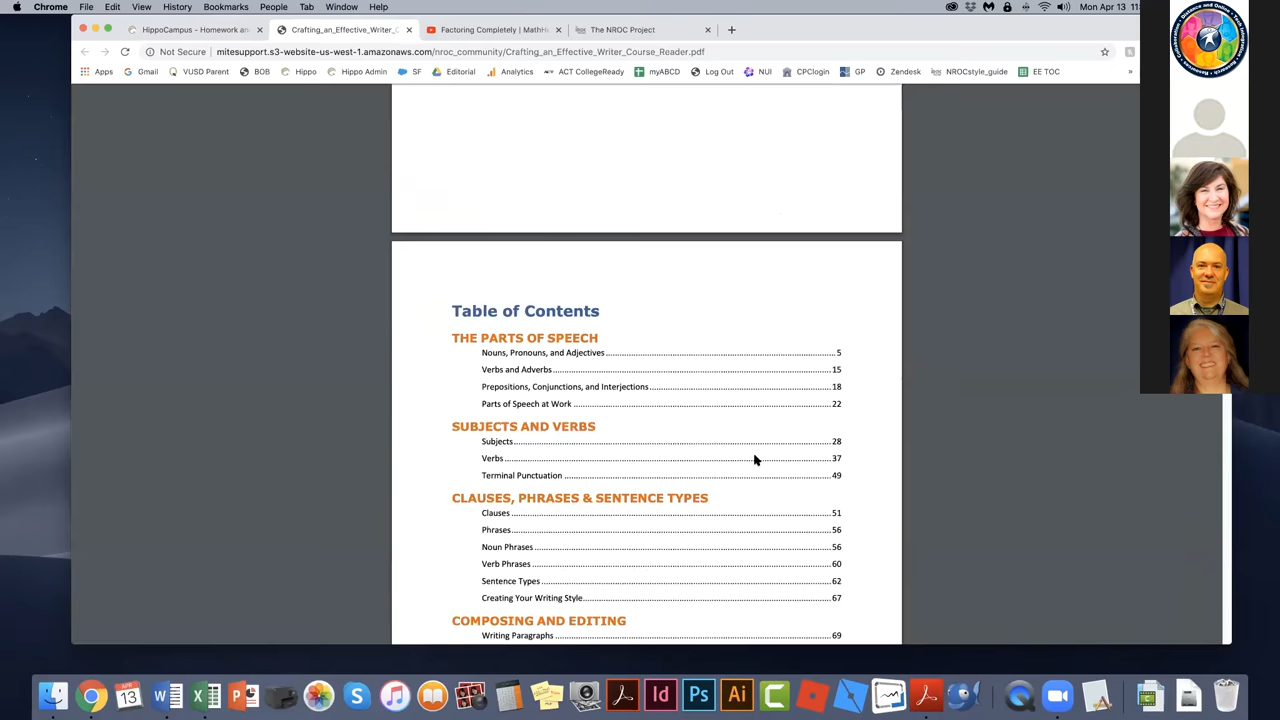 Chrome File Edit View History Bookmarks People Tab Window Help Mon Apr 13
HippoCampus - Homework an
Crafting_an_Effective_Writer_C
Factoring Completely | MathH
The NROC Project
Not Secure mitesupport.s3-website-us-west-1.amazonaws.com/nroc_community/Crafting_an_Effective_Writer_Course_Reader.pdf
Apps Gmail VUSD Parent BOB Hippo Hippo Admin SF Editorial Analytics ACT CollegeReady myABCD Log Out NUI CPClogin GP Zendesk NROCstyle_guide EE TOC »
Table of Contents
THE PARTS OF SPEECH
Nouns, Pronouns, and Adjectives 5
Verbs and Adverbs 15
Prepositions, Conjunctions, and Interjections 18
Parts of Speech at Work 22
SUBJECTS AND VERBS
Subjects 28
Verbs 37
Terminal Punctuation 49
CLAUSES, PHRASES & SENTENCE TYPES
Clauses 51
Phrases 56
Noun Phrases 56
Verb Phrases 60
Sentence Types 62
Creating Your Writing Style 67
COMPOSING AND EDITING
Writing Paragraphs 69
APR
13
W X P S Id Ps Ai C